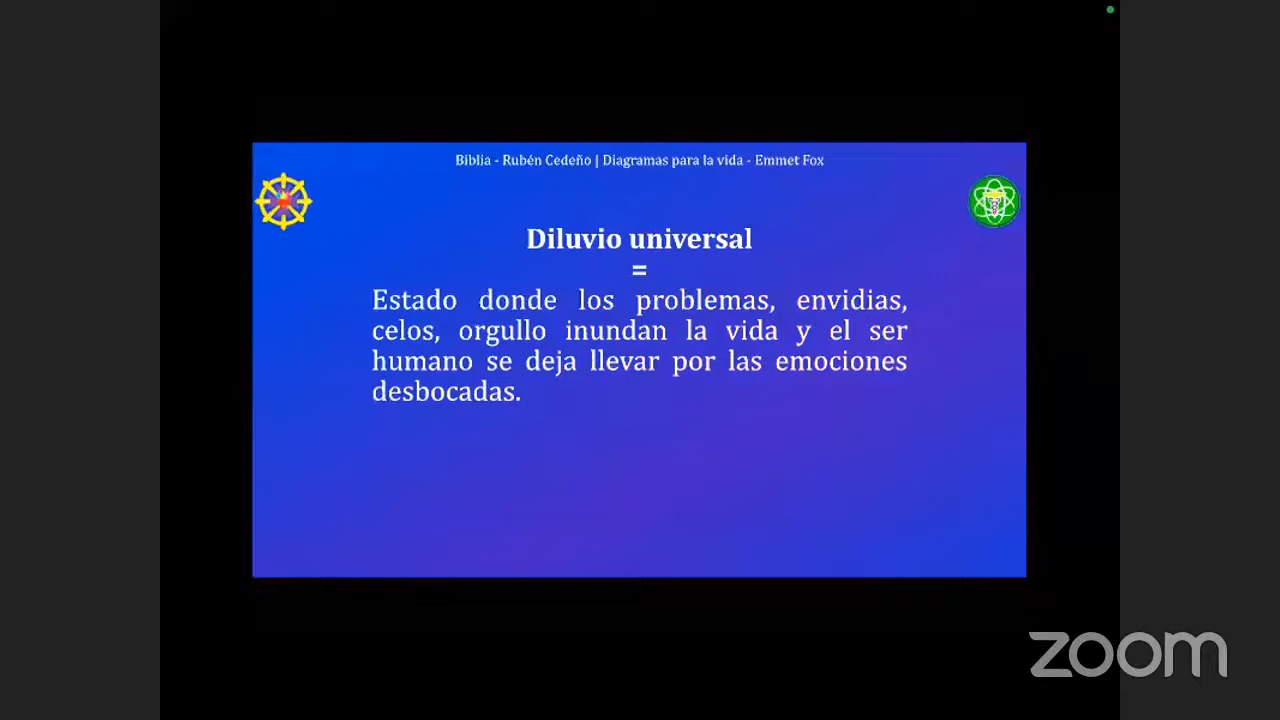 Biblia - Rubén Cedeño | Diagramas para la vida - Emmet Fox
Diluvio universal
=
Estado donde los problemas, envidias,
celos, orgullo inundan la vida y el ser
humano se deja llevar por las emociones
desbocadas.
zoom